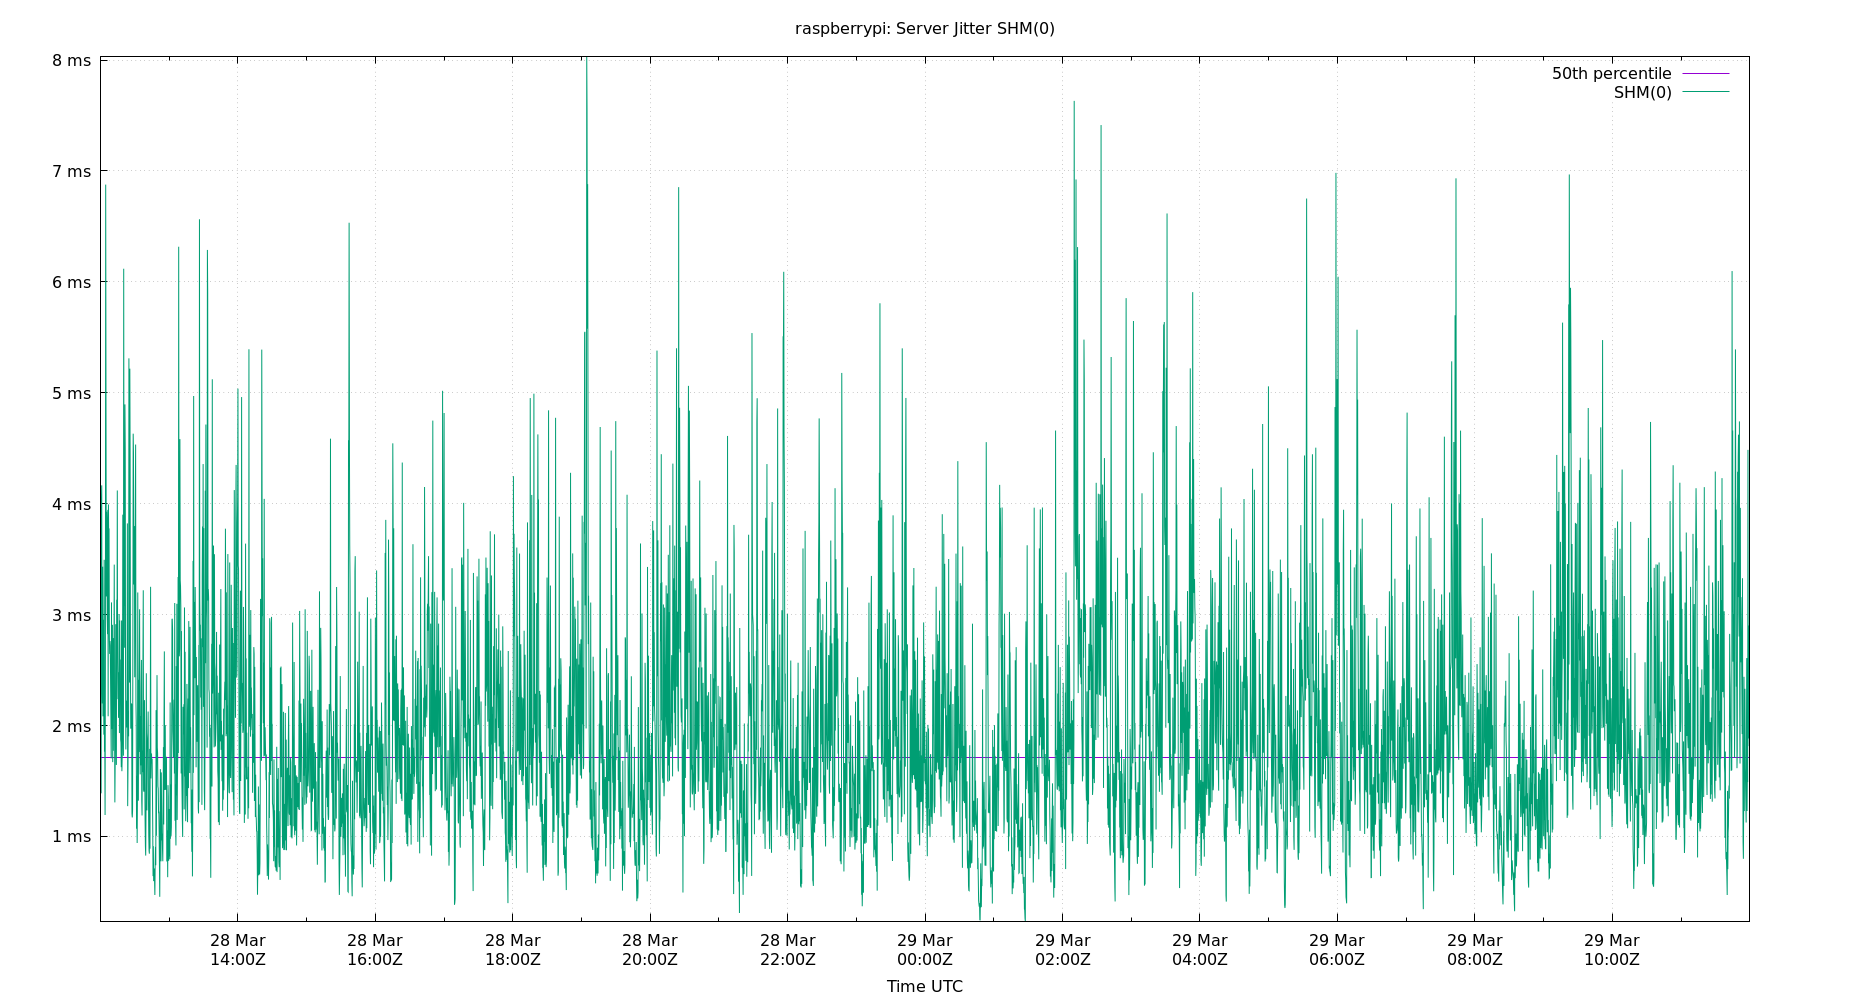 raspberrypi: Server Jitter SHM(0)
50th percentile
SHM(0)
8 ms
7 ms
6 ms
5 ms
4 ms
3 ms
2 ms
1 ms
28 Mar 28 Mar 28 Mar 28 Mar 28 Mar 29 Mar 29 Mar 29 Mar 29 Mar 29 Mar 29 Mar
14:00Z 16:00Z 18:00Z 20:00Z 22:00Z 00:00Z 02:00Z 04:00Z 06:00Z 08:00Z 10:00Z
Time UTC